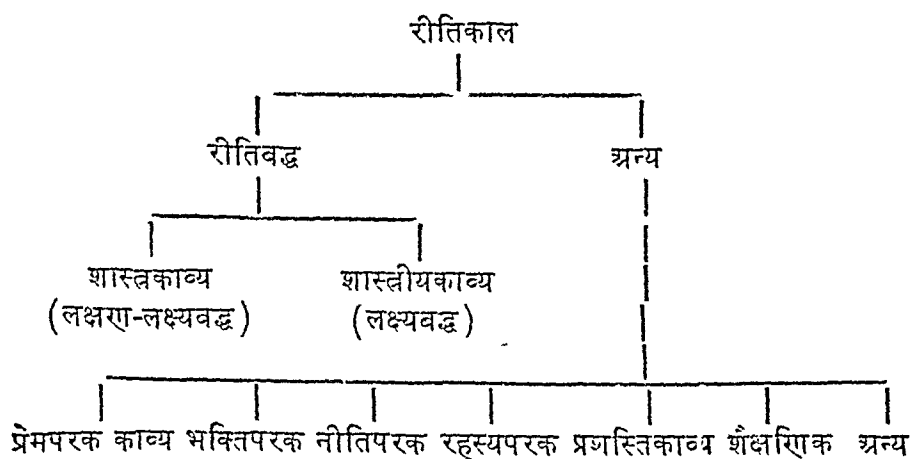 रीतिकाल
रीतिवद्ध अन्य
शास्त्रकाव्य शास्त्रीयकाव्य
(लक्षण-लक्ष्यवद्ध) (लक्ष्यवद्ध)
प्रेमपरक काव्य भक्तिपरक नीतिपरक रहस्यपरक प्रशस्तिकाव्य शैक्षणिक अन्य